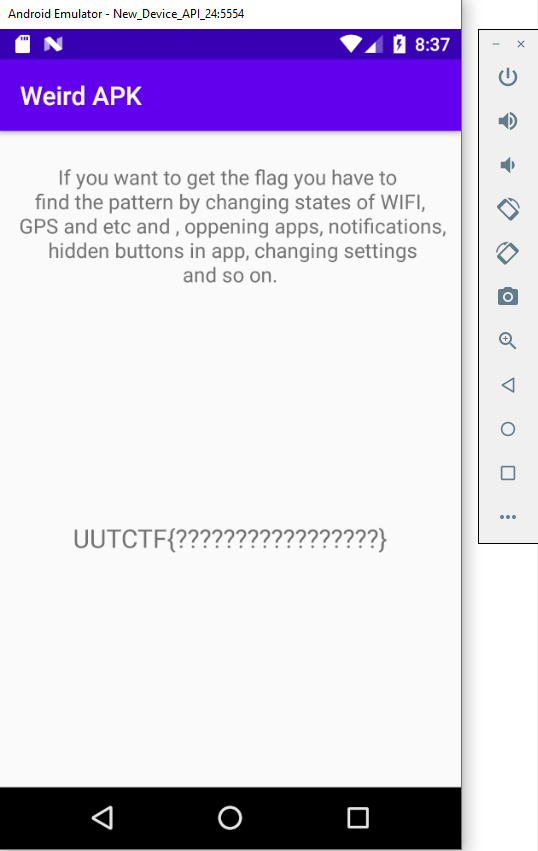 Android Emulator - New_Device_API_24:5554
8:37
Weird APK
If you want to get the flag you have to
find the pattern by changing states of WIFI,
GPS and etc and , oppening apps, notifications,
hidden buttons in app, changing settings
and so on.
UUTCTF{?????????????????}